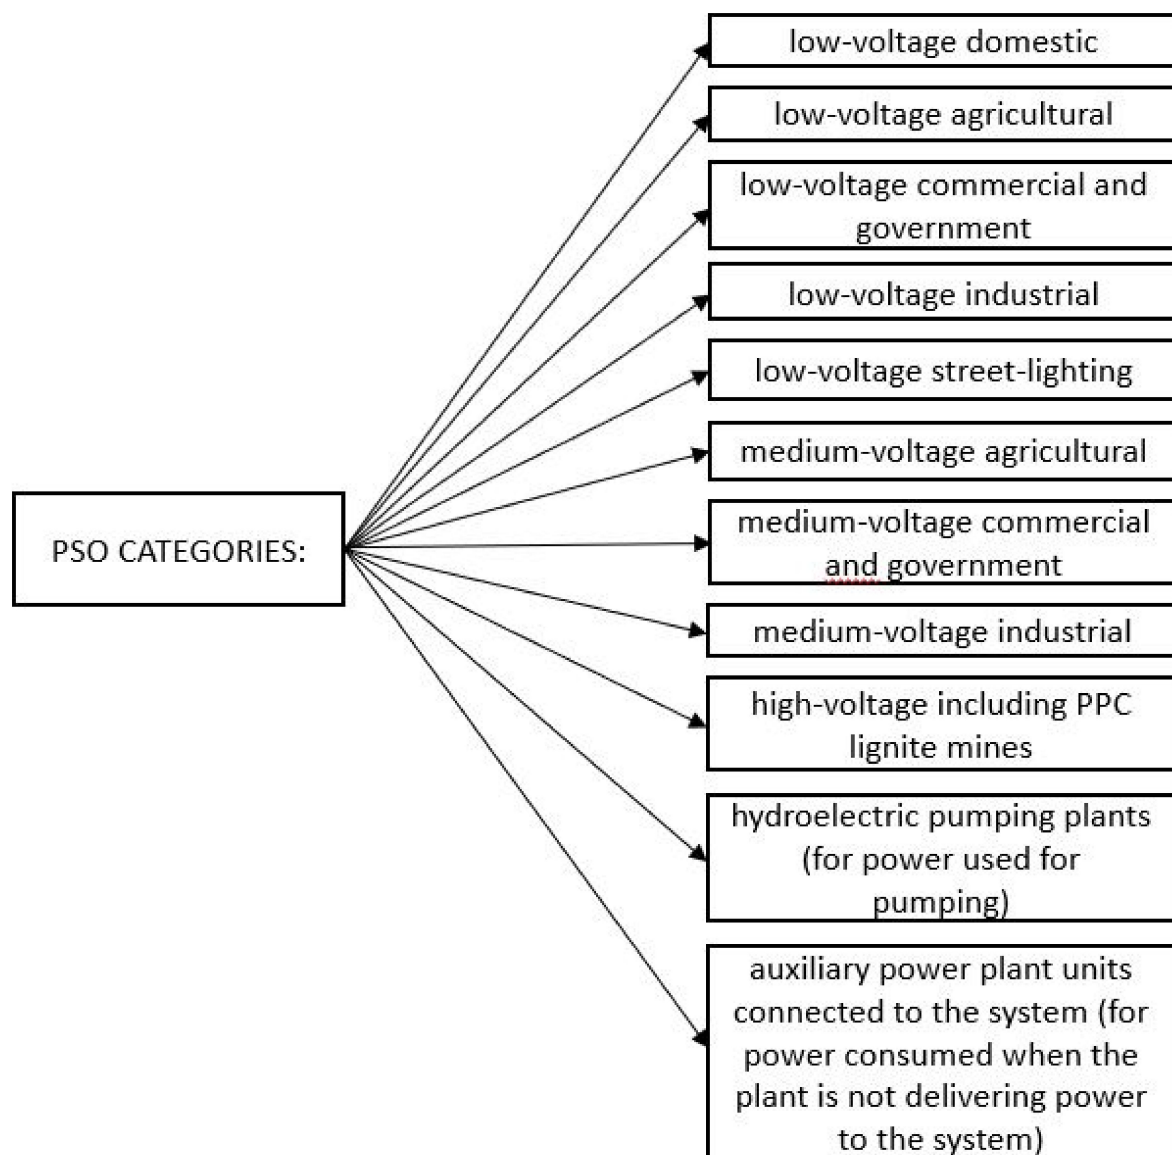 low-voltage domestic
low-voltage agricultural
low-voltage commercial and
government
low-voltage industrial
low-voltage street-lighting
medium-voltage agricultural
PSO CATEGORIES:
medium-voltage commercial
and government
medium-voltage industrial
high-voltage including PPC
lignite mines
hydroelectric pumping plants
(for power used for
pumping)
auxiliary power plant units
connected to the system (for
power consumed when the
plant is not delivering power
to the system)